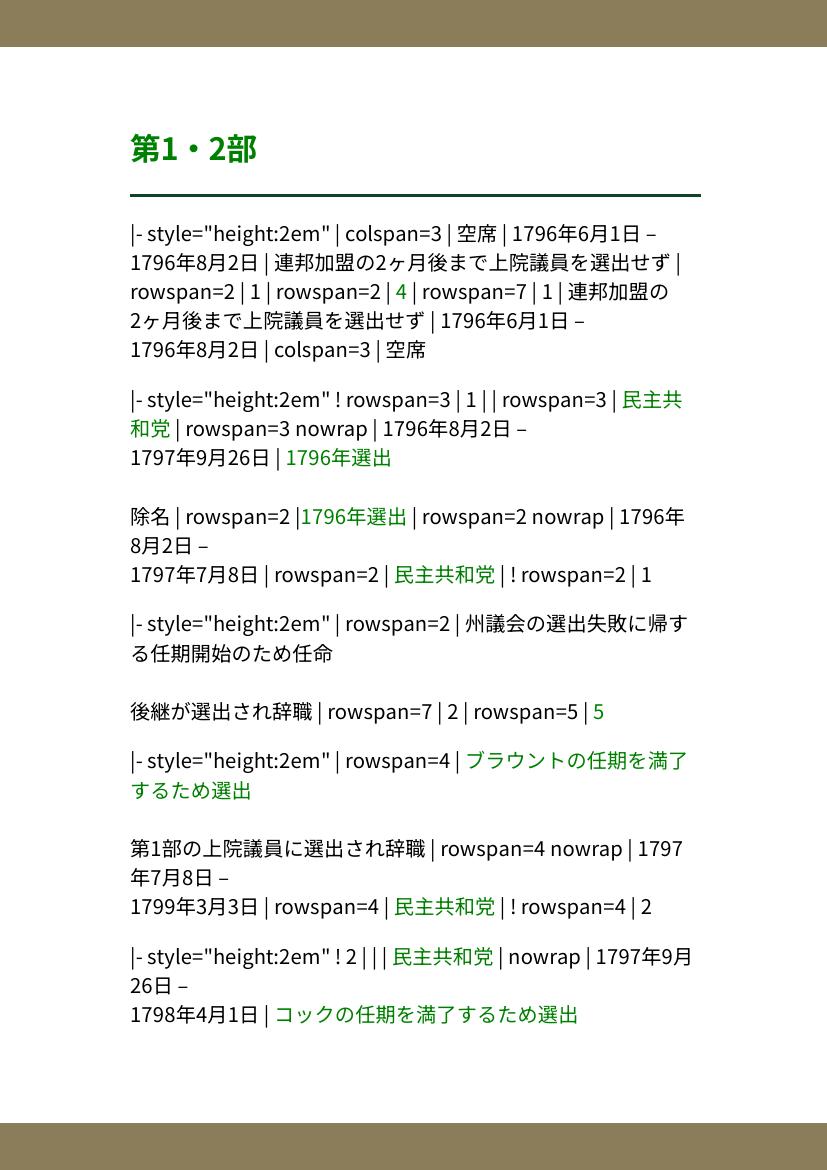 第1・2部
|- style="height:2em" | colspan=3 | 空席 | 1796年6月1日 –
1796年8月2日 | 連邦加盟の2ヶ月後まで上院議員を選出せず |
rowspan=2 | 1 | rowspan=2 | 4 | rowspan=7 | 1 | 連邦加盟の
2ヶ月後まで上院議員を選出せず | 1796年6月1日 –
1796年8月2日 | colspan=3 | 空席
|- style="height:2em" ! rowspan=3 | 1 | | rowspan=3 | 民主共
和党 | rowspan=3 nowrap | 1796年8月2日 –
1797年9月26日 | 1796年選出
除名 | rowspan=2 |1796年選出 | rowspan=2 nowrap | 1796年
8月2日 –
1797年7月8日 | rowspan=2 | 民主共和党 | ! rowspan=2 | 1
|- style="height:2em" | rowspan=2 | 州議会の選出失敗に帰す
る任期開始のため任命
後継が選出され辞職 | rowspan=7 | 2 | rowspan=5 | 5
|- style="height:2em" | rowspan=4 | ブラウントの任期を満了
するため選出
第1部の上院議員に選出され辞職 | rowspan=4 nowrap | 1797
年7月8日 –
1799年3月3日 | rowspan=4 | 民主共和党 | ! rowspan=4 | 2
|- style="height:2em" ! 2 | | | 民主共和党 | nowrap | 1797年9月
26日 –
1798年4月1日 | コックの任期を満了するため選出